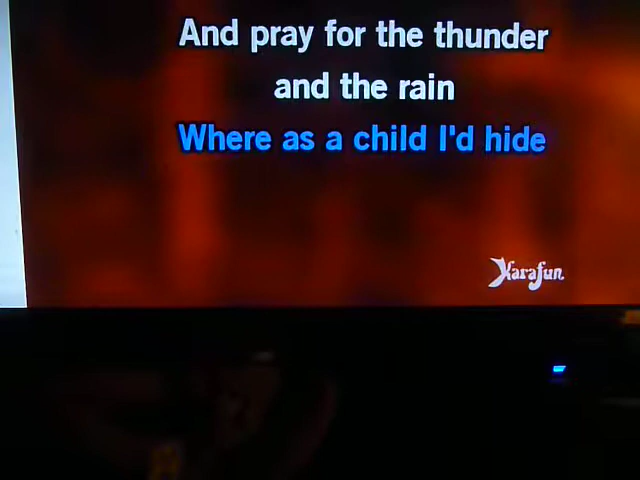 And pray for the thunder
and the rain
Where as a child I'd hide
Karafun